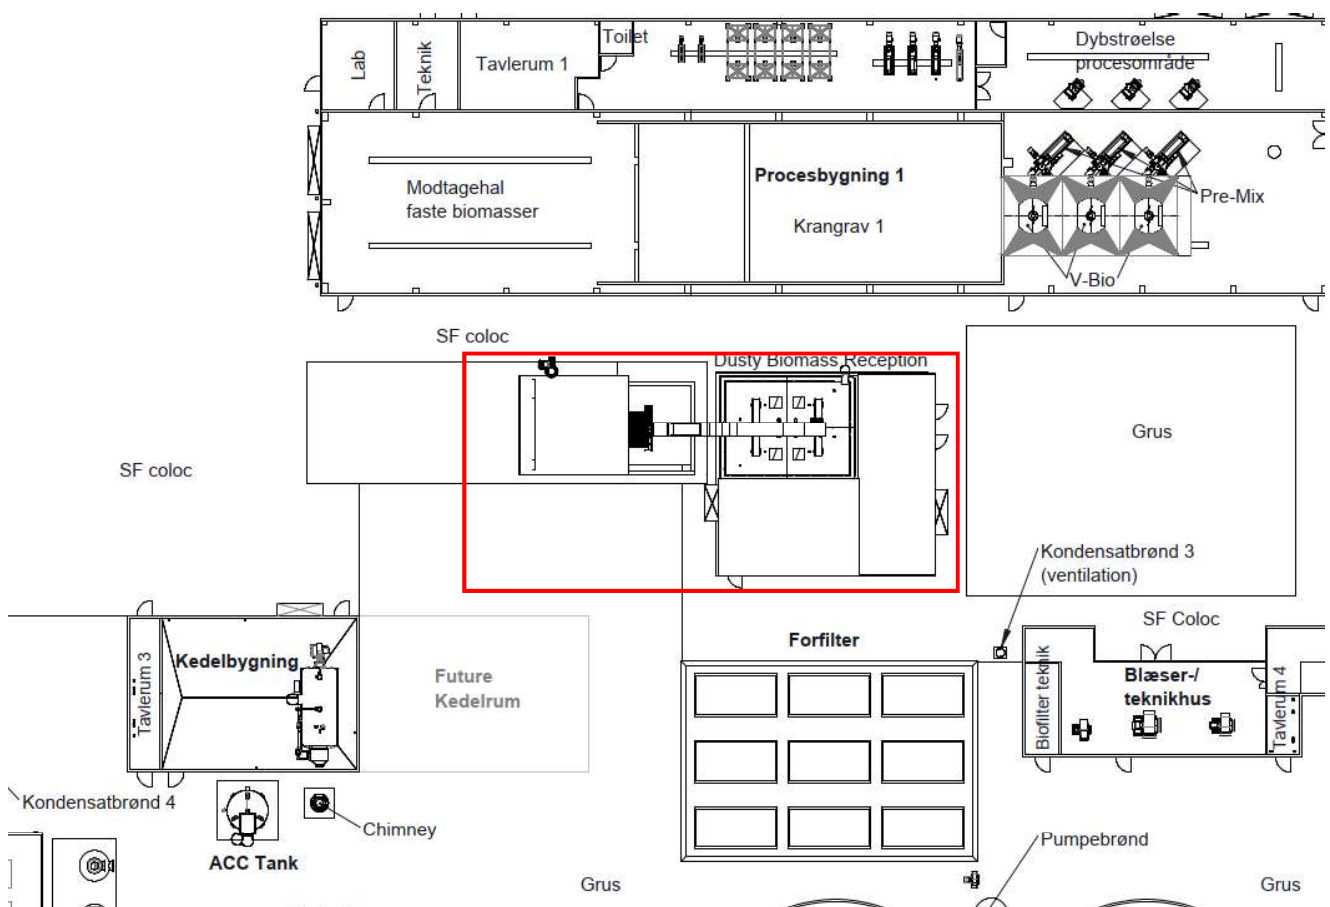 Lab
Teknik
Tavlerum 1
Toilet
Dybstrøelse
procesområde
Modtagehal
faste biomasser
Procesbygning 1
Krangrav 1
Pre-Mix
V-Bio
SF coloc
Dusty Biomass Reception
Grus
SF coloc
Kondensatbrønd 3
(ventilation)
SF Coloc
Forfilter
Tavlerum 3
Kedelbygning
Future
Kedelrum
Biofilter teknik
Blæser-/
teknikhus
Tavlerum 4
Kondensatbrønd 4
Chimney
ACC Tank
Pumpebrønd
Grus
Grus